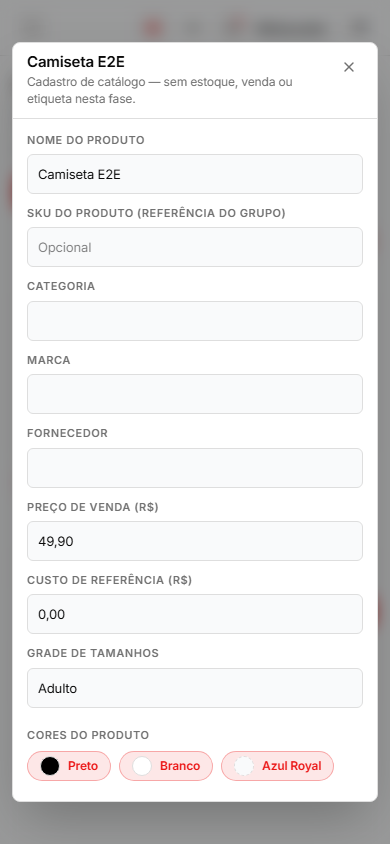 Camiseta E2E
Cadastro de catálogo — sem estoque, venda ou
etiqueta nesta fase.
NOME DO PRODUTO
Camiseta E2E
SKU DO PRODUTO (REFERÊNCIA DO GRUPO)
Opcional
CATEGORIA
MARCA
FORNECEDOR
PREÇO DE VENDA (R$)
49,90
CUSTO DE REFERÊNCIA (R$)
0,00
GRADE DE TAMANHOS
Adulto
CORES DO PRODUTO
Preto Branco Azul Royal